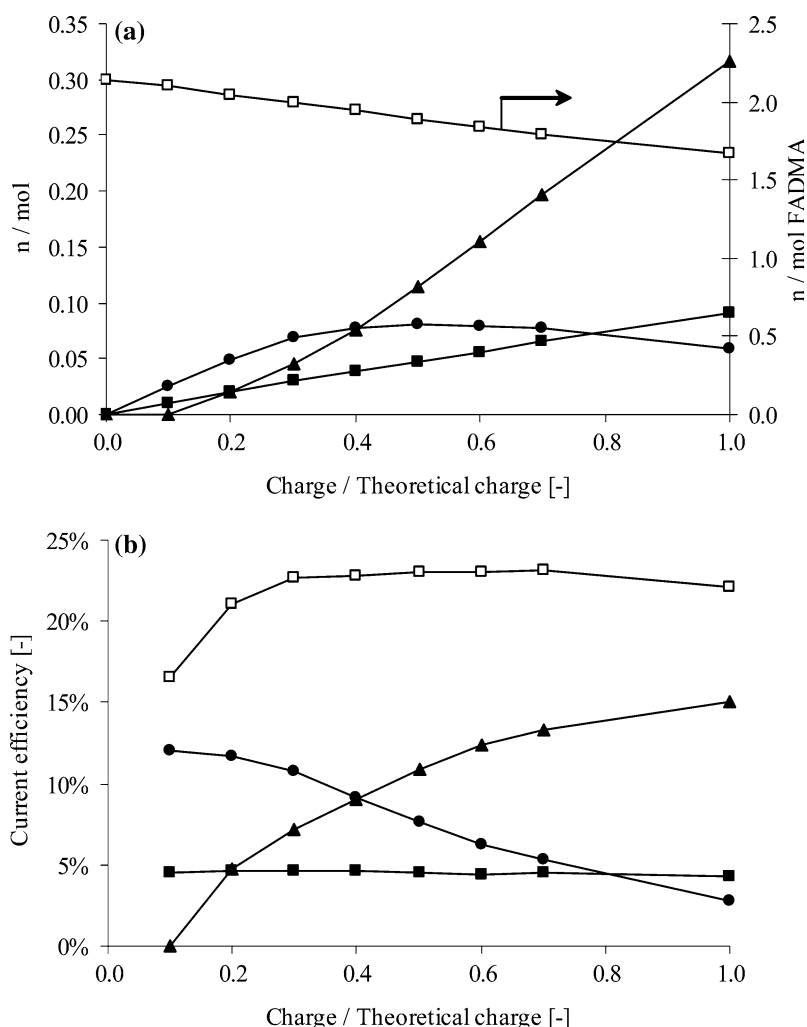 (a)
0.35
0.30
0.25
0.20
0.15
0.10
0.05
0.00
n / mol
2.5
2.0
1.5
1.0
0.5
0.0
n / mol FADMA
0.0 0.2 0.4 0.6 0.8 1.0
Charge / Theoretical charge [-]
(b)
25%
20%
15%
10%
5%
0%
Current efficiency [-]
0.0 0.2 0.4 0.6 0.8 1.0
Charge / Theoretical charge [-]